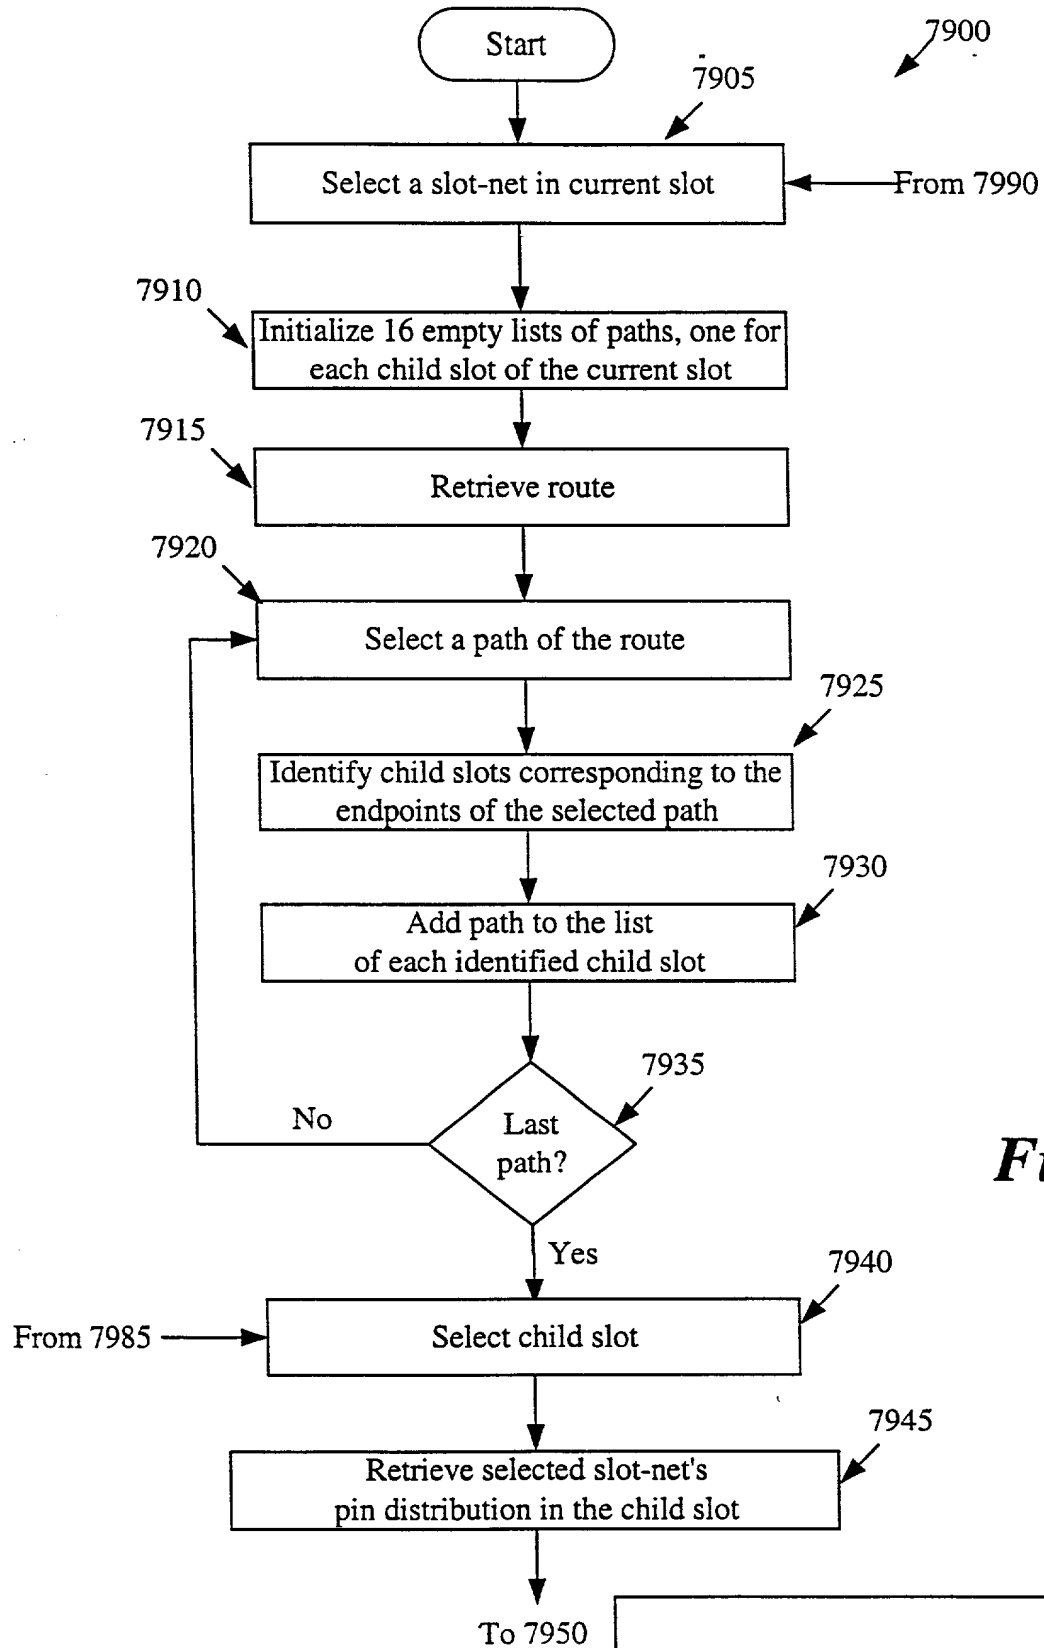 Start
7900
7905
Select a slot-net in current slot
From 7990
7910
Initialize 16 empty lists of paths, one for
each child slot of the current slot
7915
Retrieve route
7920
Select a path of the route
7925
Identify child slots corresponding to the
endpoints of the selected path
7930
Add path to the list
of each identified child slot
7935
Last
path?
No
Yes
7940
From 7985
Select child slot
7945
Retrieve selected slot-net's
pin distribution in the child slot
To 7950